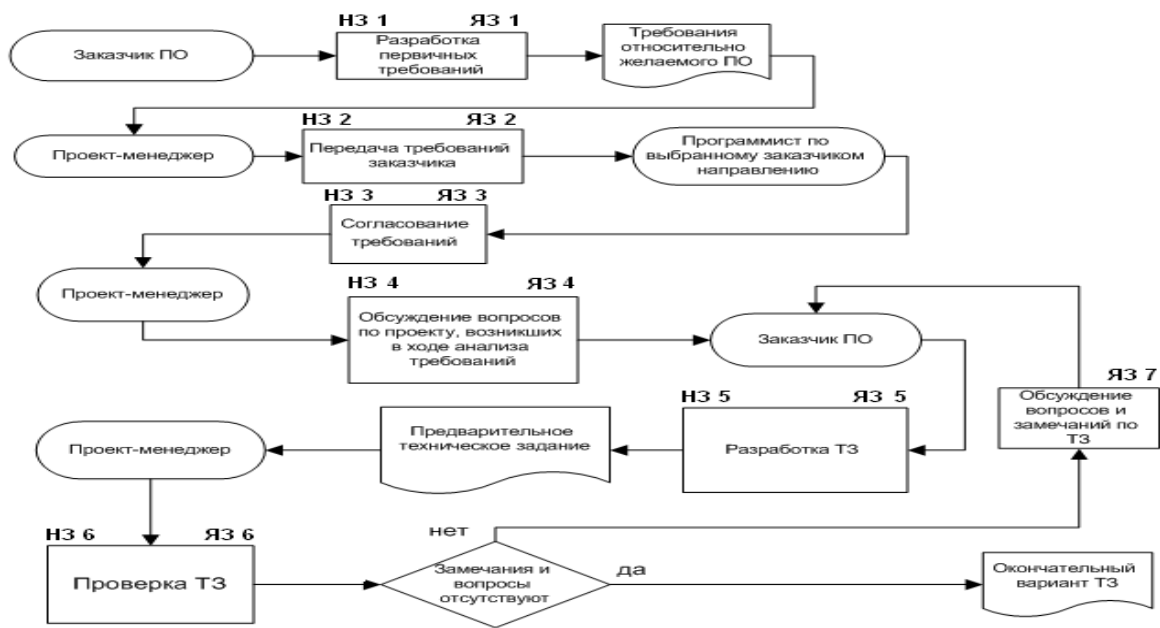 НЗ 1 ЯЗ 1
Заказчик ПО
Разработка
первичных
требований
Требования
относительно
желаемого ПО
НЗ 2 ЯЗ 2
Проект-менеджер
Передача требований
заказчика
Программист по
выбранному заказчиком
направлению
НЗ 3 ЯЗ 3
Согласование
требований
Проект-менеджер
НЗ 4 ЯЗ 4
Обсуждение вопросов
по проекту, возникших
в ходе анализа
требований
Заказчик ПО
ЯЗ 7
Обсуждение
вопросов и
замечаний по
ТЗ
НЗ 5 ЯЗ 5
Разработка ТЗ
Предварительное
техническое задание
Проект-менеджер
НЗ 6 ЯЗ 6
Проверка ТЗ
нет
Замечания и
вопросы
отсутствуют
да
Окончательный
вариант ТЗ